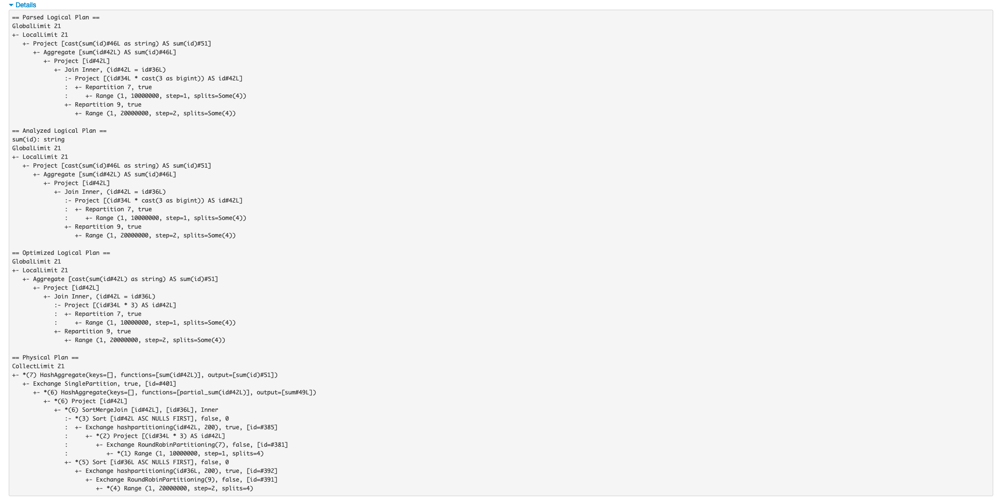 Details
== Parsed Logical Plan ==
GlobalLimit 21
+- LocalLimit 21
   +- Project [cast(sum(id)#46L as string) AS sum(id)#51]
      +- Aggregate [sum(id#42L) AS sum(id)#46L]
         +- Project [id#42L]
            +- Join Inner, (id#42L = id#36L)
               :- Project [(id#34L * cast(3 as bigint)) AS id#42L]
               :  +- Repartition 7, true
               :     +- Range (1, 10000000, step=1, splits=Some(4))
               +- Repartition 9, true
                  +- Range (1, 20000000, step=2, splits=Some(4))

== Analyzed Logical Plan ==
sum(id): string
GlobalLimit 21
+- LocalLimit 21
   +- Project [cast(sum(id)#46L as string) AS sum(id)#51]
      +- Aggregate [sum(id#42L) AS sum(id)#46L]
         +- Project [id#42L]
            +- Join Inner, (id#42L = id#36L)
               :- Project [(id#34L * cast(3 as bigint)) AS id#42L]
               :  +- Repartition 7, true
               :     +- Range (1, 10000000, step=1, splits=Some(4))
               +- Repartition 9, true
                  +- Range (1, 20000000, step=2, splits=Some(4))

== Optimized Logical Plan ==
GlobalLimit 21
+- LocalLimit 21
   +- Aggregate [cast(sum(id#42L) as string) AS sum(id)#51]
      +- Project [id#42L]
         +- Join Inner, (id#42L = id#36L)
            :- Project [(id#34L * 3) AS id#42L]
            :  +- Repartition 7, true
            :     +- Range (1, 10000000, step=1, splits=Some(4))
            +- Repartition 9, true
               +- Range (1, 20000000, step=2, splits=Some(4))

== Physical Plan ==
CollectLimit 21
+- *(7) HashAggregate(keys=[], functions=[sum(id#42L)], output=[sum(id)#51])
   +- Exchange SinglePartition, true, [id=#401]
      +- *(6) HashAggregate(keys=[], functions=[partial_sum(id#42L)], output=[sum#49L])
         +- *(6) Project [id#42L]
            +- *(6) SortMergeJoin [id#42L], [id#36L], Inner
               :- *(3) Sort [id#42L ASC NULLS FIRST], false, 0
               :  +- Exchange hashpartitioning(id#42L, 200), true, [id=#385]
               :     +- *(2) Project [(id#34L * 3) AS id#42L]
               :        +- Exchange RoundRobinPartitioning(7), false, [id=#381]
               :           +- *(1) Range (1, 10000000, step=1, splits=4)
               +- *(5) Sort [id#36L ASC NULLS FIRST], false, 0
                  +- Exchange hashpartitioning(id#36L, 200), true, [id=#392]
                     +- Exchange RoundRobinPartitioning(9), false, [id=#391]
                        +- *(4) Range (1, 20000000, step=2, splits=4)